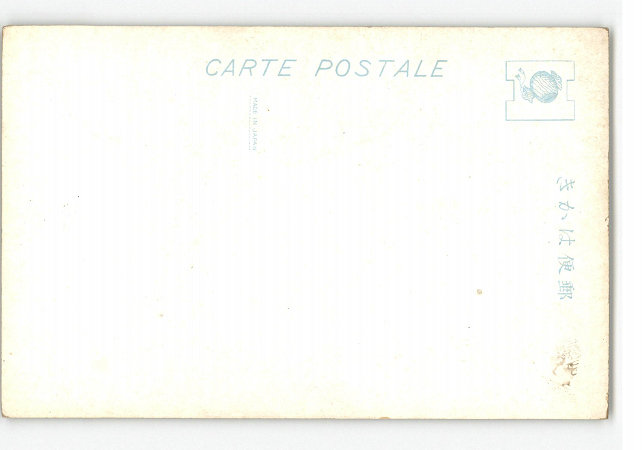 CARTE POSTALE
MADE IN JAPAN
きかは便郵